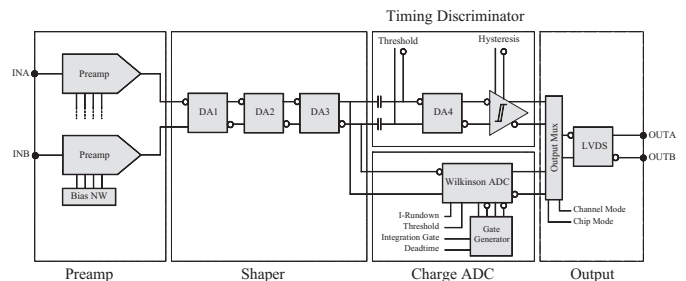 Timing Discriminator
Threshold
Hysteresis
INA
Preamp
DA1
DA2
DA3
DA4
Output Mux
LVDS
OUTA
OUTB
INB
Preamp
Bias NW
Wilkinson ADC
I-Rundown
Threshold
Integration Gate
Deadtime
Gate
Generator
Channel Mode
Chip Mode
Preamp
Shaper
Charge ADC
Output